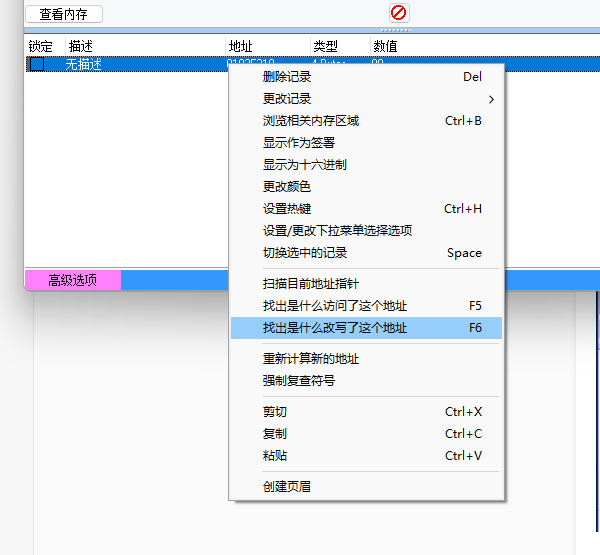 查看内存
锁定 描述 地址 类型 数值
无描述
删除记录 Del
更改记录
浏览相关内存区域 Ctrl+B
显示作为签署
显示为十六进制
更改颜色
设置热键 Ctrl+H
设置/更改下拉菜单选择选项
切换选中的记录 Space
扫描目前地址指针
找出是什么访问了这个地址 F5
找出是什么改写了这个地址 F6
重新计算新的地址
强制复查符号
剪切 Ctrl+X
复制 Ctrl+C
粘贴 Ctrl+V
创建页眉
高级选项